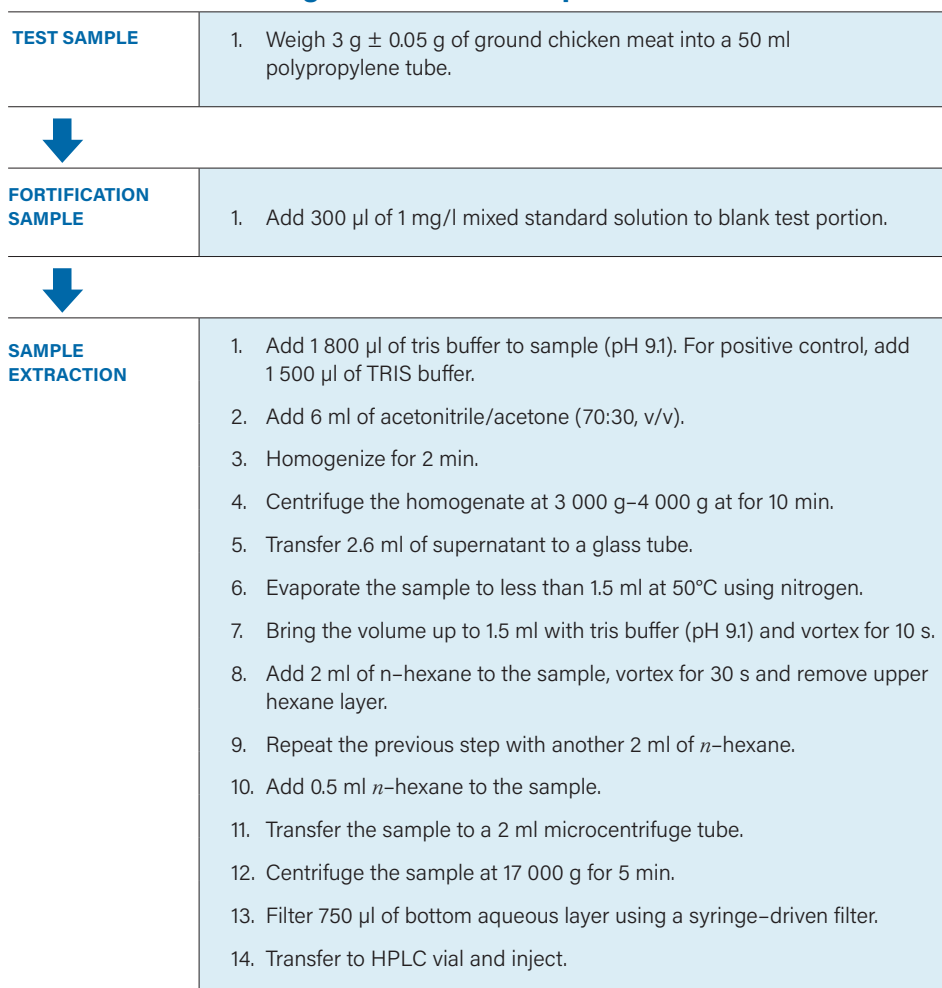 TEST SAMPLE
1. Weigh 3 g ± 0.05 g of ground chicken meat into a 50 ml
polypropylene tube.
FORTIFICATION
SAMPLE
1. Add 300 µl of 1 mg/l mixed standard solution to blank test portion.
SAMPLE
EXTRACTION
1. Add 1 800 µl of tris buffer to sample (pH 9.1). For positive control, add
1 500 µl of TRIS buffer.
2. Add 6 ml of acetonitrile/acetone (70:30, v/v).
3. Homogenize for 2 min.
4. Centrifuge the homogenate at 3 000 g–4 000 g at for 10 min.
5. Transfer 2.6 ml of supernatant to a glass tube.
6. Evaporate the sample to less than 1.5 ml at 50°C using nitrogen.
7. Bring the volume up to 1.5 ml with tris buffer (pH 9.1) and vortex for 10 s.
8. Add 2 ml of n–hexane to the sample, vortex for 30 s and remove upper
hexane layer.
9. Repeat the previous step with another 2 ml of n–hexane.
10. Add 0.5 ml n–hexane to the sample.
11. Transfer the sample to a 2 ml microcentrifuge tube.
12. Centrifuge the sample at 17 000 g for 5 min.
13. Filter 750 µl of bottom aqueous layer using a syringe–driven filter.
14. Transfer to HPLC vial and inject.